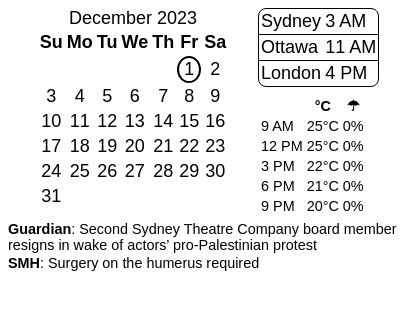 December 2023
Su Mo Tu We Th Fr Sa
1 2
3 4 5 6 7 8 9
10 11 12 13 14 15 16
17 18 19 20 21 22 23
24 25 26 27 28 29 30
31
Sydney 3 AM
Ottawa 11 AM
London 4 PM
°C ☂
9 AM 25°C 0%
12 PM 25°C 0%
3 PM 22°C 0%
6 PM 21°C 0%
9 PM 20°C 0%
Guardian: Second Sydney Theatre Company board member
resigns in wake of actors’ pro-Palestinian protest
SMH: Surgery on the humerus required